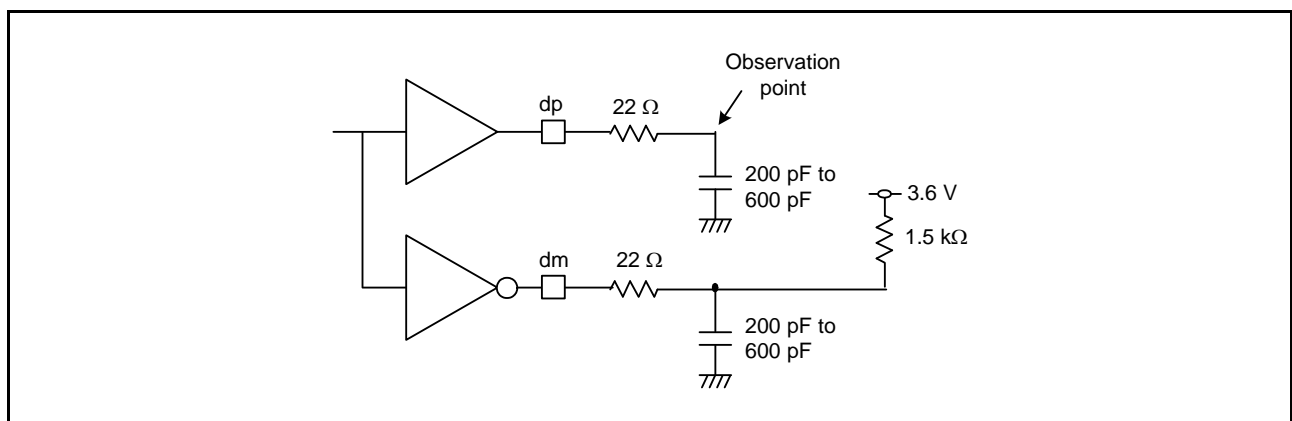 Observation
point
dp
22 Ω
200 pF to
600 pF
3.6 V
1.5 kΩ
dm
22 Ω
200 pF to
600 pF